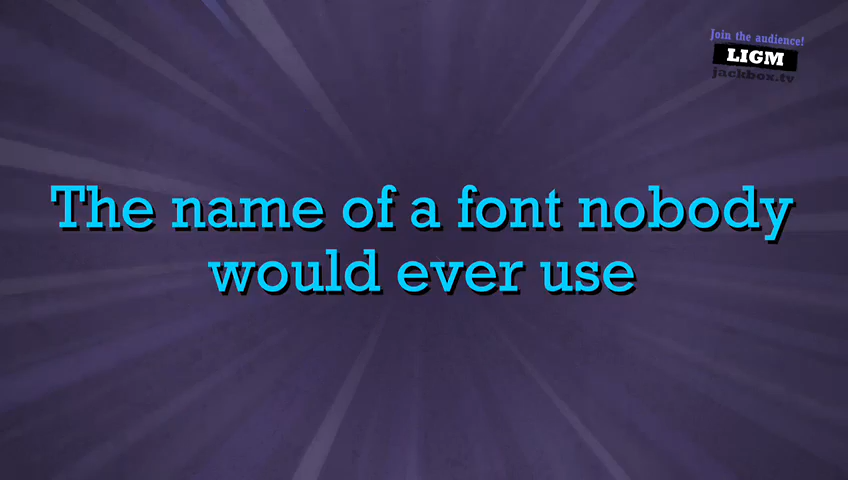 Join the audience!
LIGM
jackbox.tv
The name of a font nobody
would ever use